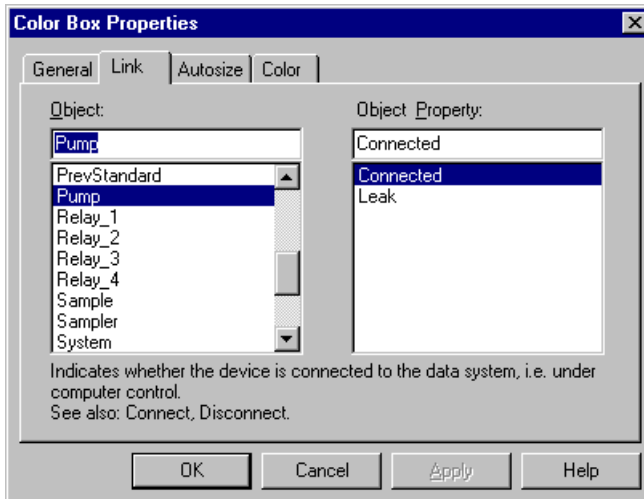 Color Box Properties
General Link Autosize Color
Object: Object Property:
Pump Connected
PrevStandard Connected
Pump Leak
Relay_1
Relay_2
Relay_3
Relay_4
Sample
Sampler
System
Indicates whether the device is connected to the data system, i.e. under
computer control.
See also: Connect, Disconnect.
OK Cancel Apply Help